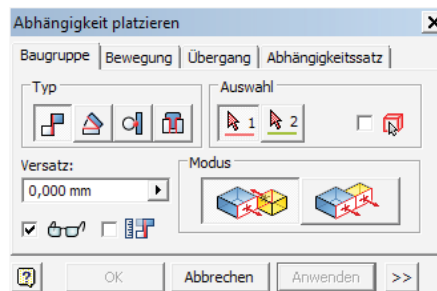 Abhängigkeit platzieren
Baugruppe Bewegung Übergang Abhängigkeitssatz
Typ Auswahl
1 2
Versatz: Modus
0,000 mm
? OK Abbrechen Anwenden >>